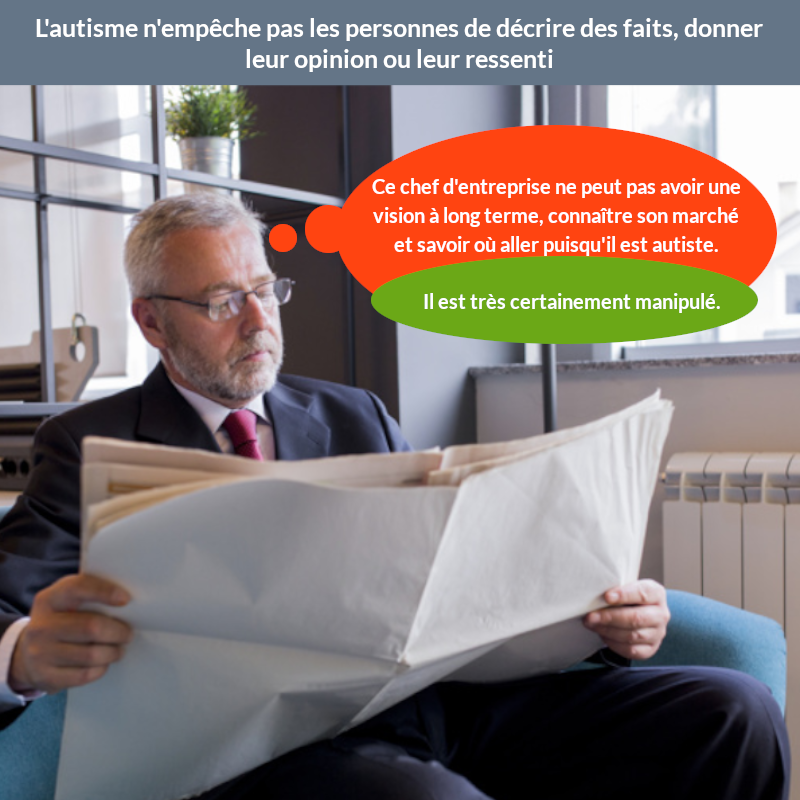 L'autisme n'empêche pas les personnes de décrire des faits, donner
leur opinion ou leur ressenti
Ce chef d'entreprise ne peut pas avoir une
vision à long terme, connaître son marché
et savoir où aller puisqu'il est autiste.
Il est très certainement manipulé.